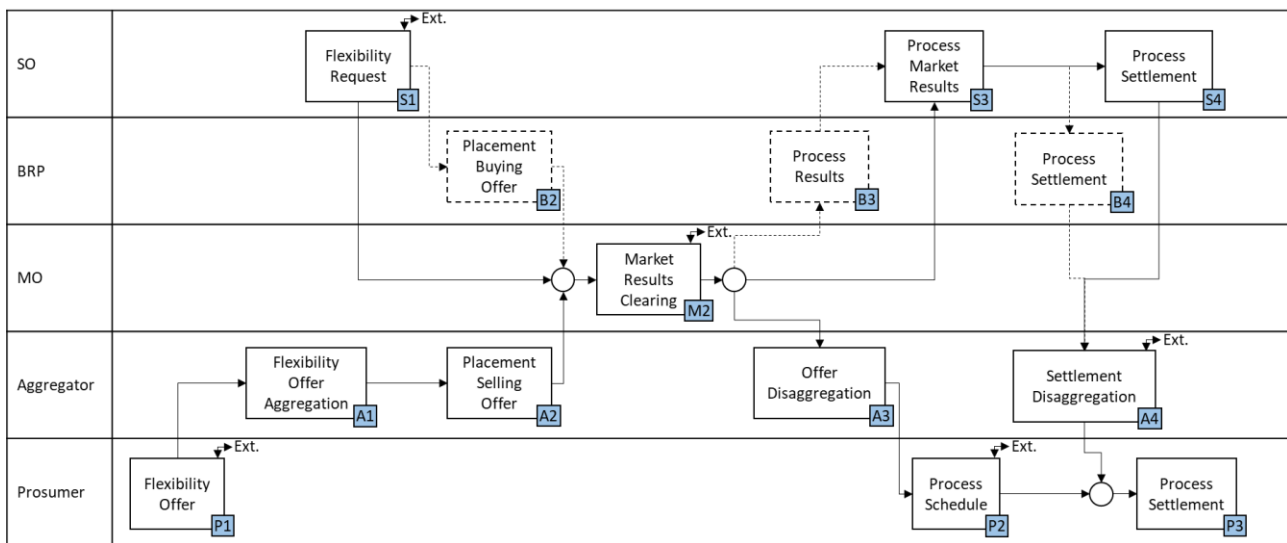 SO
Flexibility
Request
S1
Ext.
Process
Market
Results
S3
Process
Settlement
S4
BRP
Placement
Buying
Offer
B2
Process
Results
B3
Process
Settlement
B4
MO
Market
Results
Clearing
M2
Ext.
Aggregator
Flexibility
Offer
Aggregation
A1
Placement
Selling
Offer
A2
Offer
Disaggregation
A3
Settlement
Disaggregation
A4
Ext.
Prosumer
Flexibility
Offer
P1
Ext.
Process
Schedule
P2
Ext.
Process
Settlement
P3